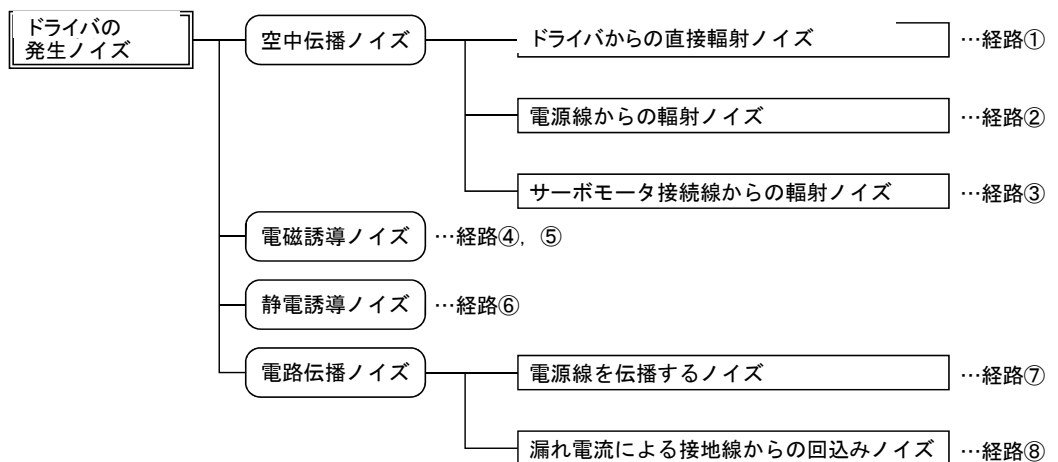 ドライバの
発生ノイズ
空中伝播ノイズ
ドライバからの直接輻射ノイズ
…経路①
電源線からの輻射ノイズ
…経路②
サーボモータ接続線からの輻射ノイズ
…経路③
電磁誘導ノイズ
…経路④，⑤
静電誘導ノイズ
…経路⑥
電路伝播ノイズ
電源線を伝播するノイズ
…経路⑦
漏れ電流による接地線からの回込みノイズ
…経路⑧